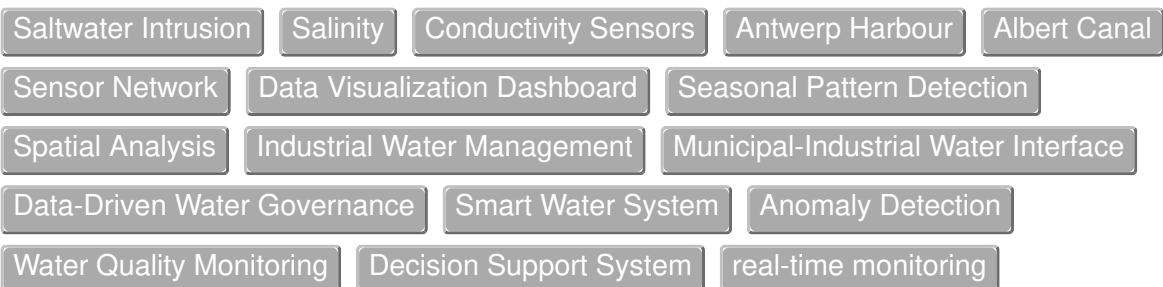 Saltwater Intrusion Salinity Conductivity Sensors Antwerp Harbour Albert Canal
Sensor Network Data Visualization Dashboard Seasonal Pattern Detection
Spatial Analysis Industrial Water Management Municipal-Industrial Water Interface
Data-Driven Water Governance Smart Water System Anomaly Detection
Water Quality Monitoring Decision Support System real-time monitoring